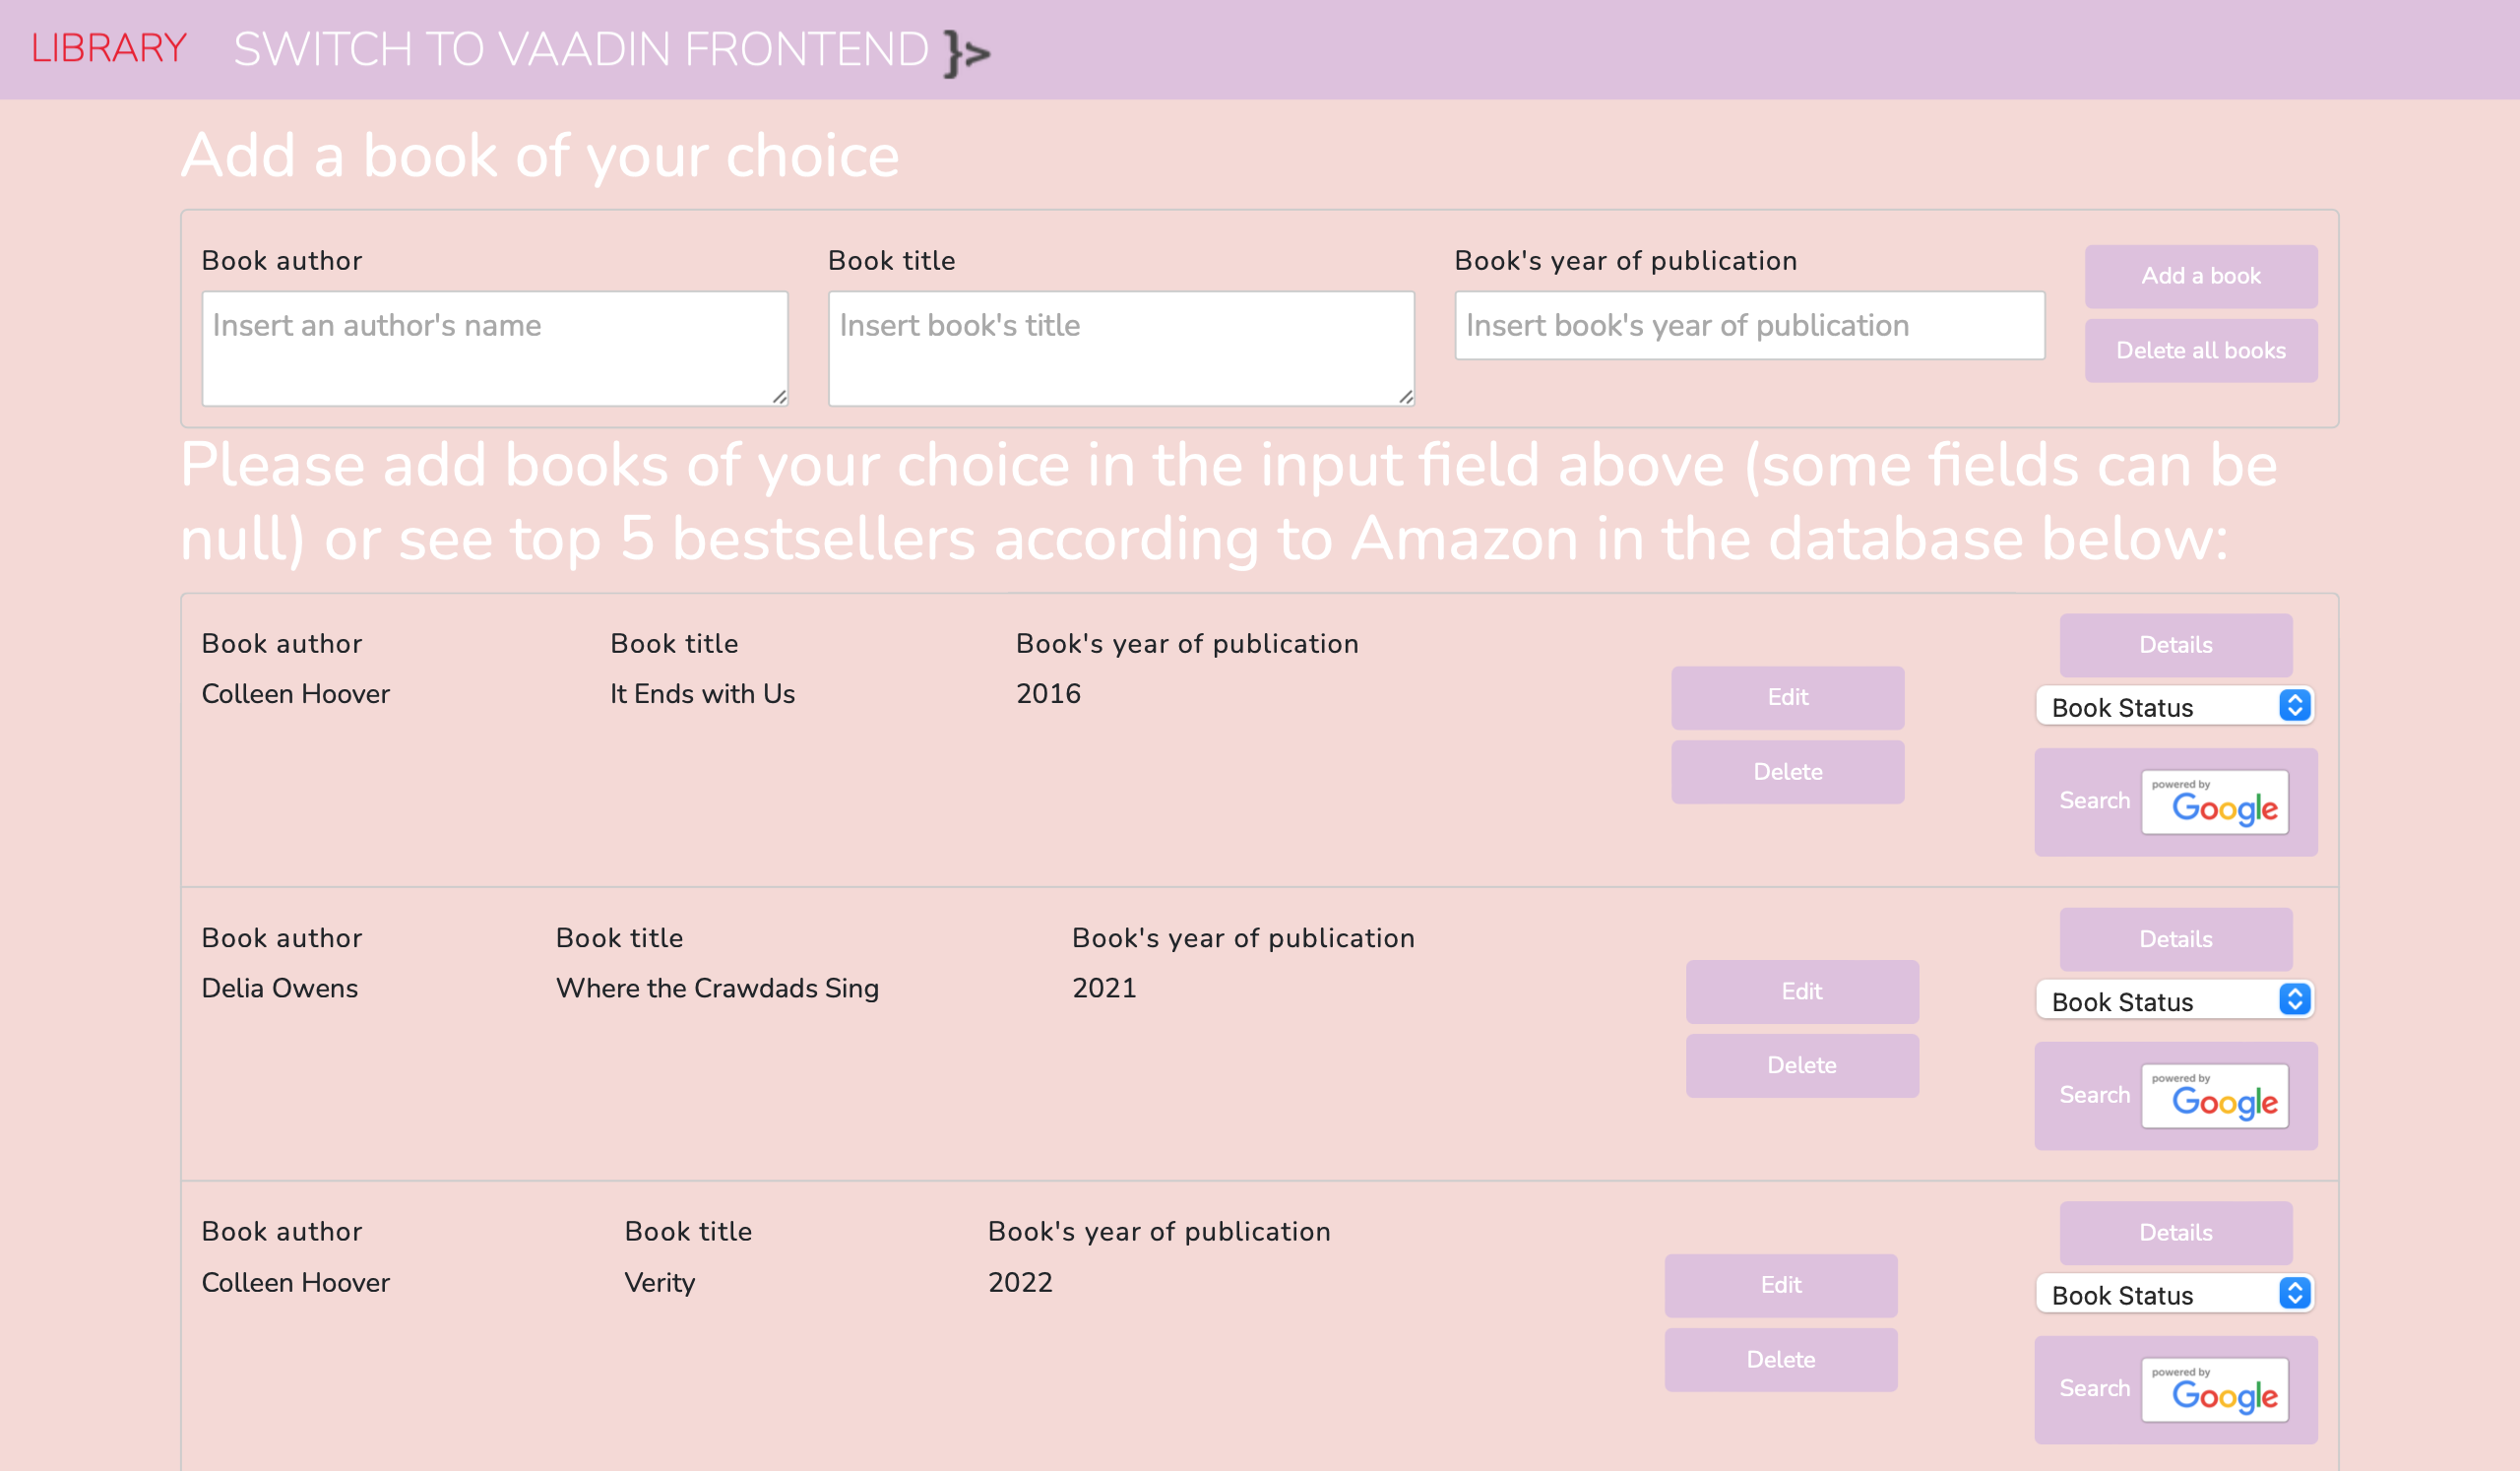 LIBRARY SWITCH TO VAADIN FRONTEND }>
Add a book of your choice
Book author Book title Book's year of publication
Add a book
Insert an author's name Insert book's title Insert book's year of publication
Delete all books
Please add books of your choice in the input field above (some fields can be
null) or see top 5 bestsellers according to Amazon in the database below:
Book author Book title Book's year of publication
Colleen Hoover It Ends with Us 2016
Edit
Delete
Details
Book Status
Search powered by Google
Book author Book title Book's year of publication
Delia Owens Where the Crawdads Sing 2021
Edit
Delete
Details
Book Status
Search powered by Google
Book author Book title Book's year of publication
Colleen Hoover Verity 2022
Edit
Delete
Details
Book Status
Search powered by Google